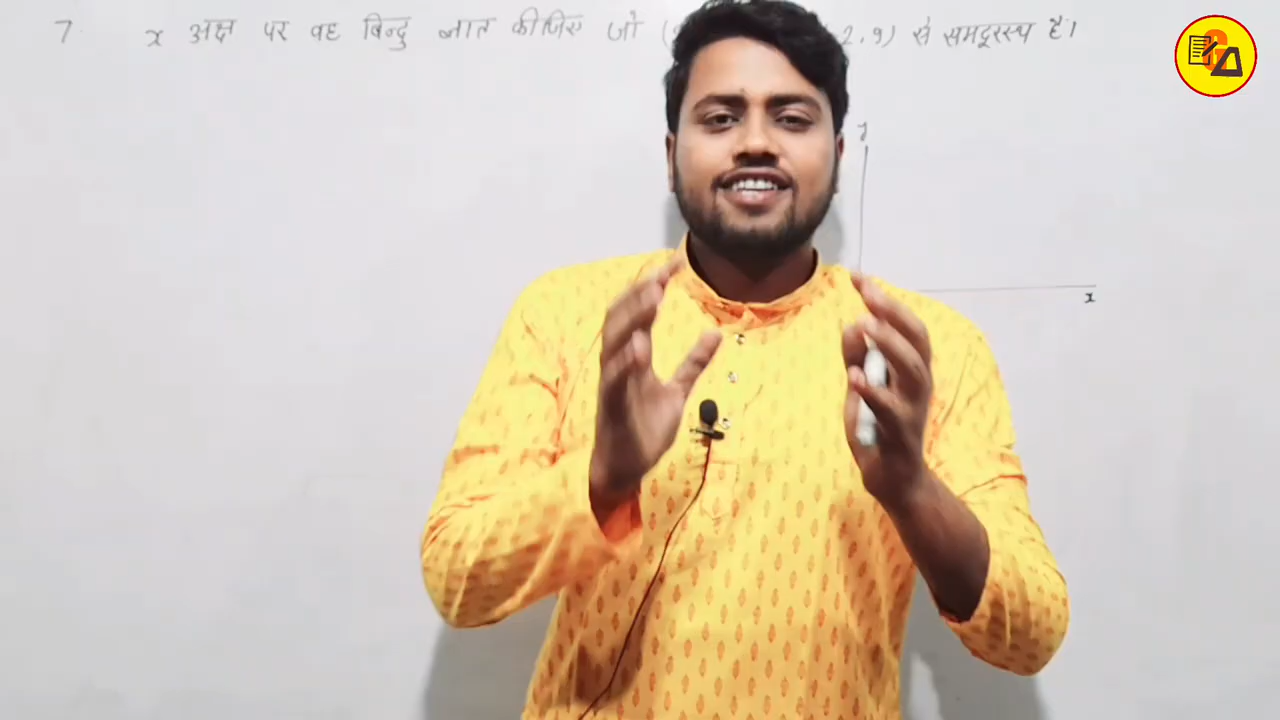 7. x अक्ष पर वह बिन्दु ज्ञात कीजिए जो ( 2,9) से समदूरस्थ है।
y
x